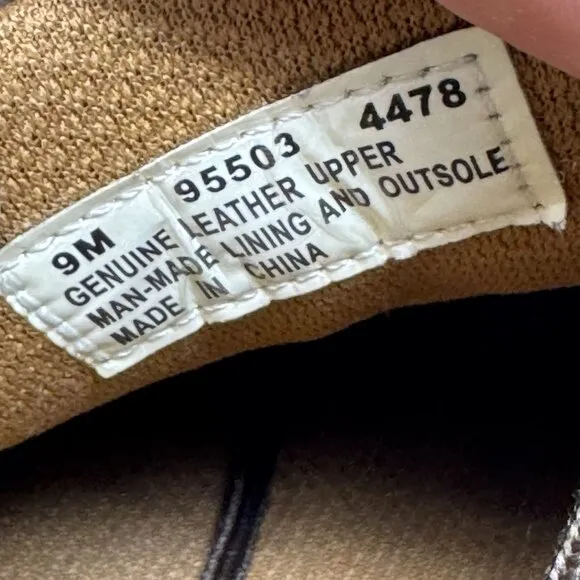 9M 95503 4478
GENUINE LEATHER UPPER
MAN-MADE LINING AND OUTSOLE
MADE IN CHINA